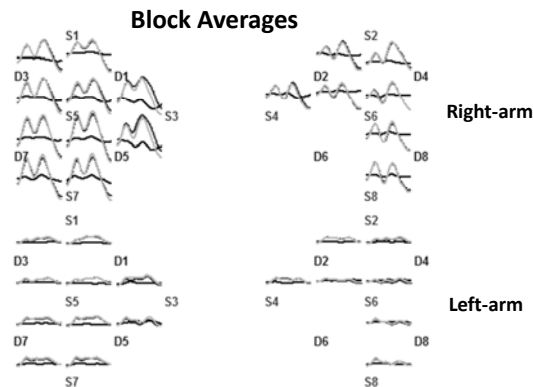 Block Averages
S1 S2
D3 D1 D2 D4
S5 S3 S4 S6
Right-arm
D7 D5 D6 D8
S7 S8
S1 S2
D3 D1 D2 D4
S5 S3 S4 S6
Left-arm
D7 D5 D6 D8
S7 S8